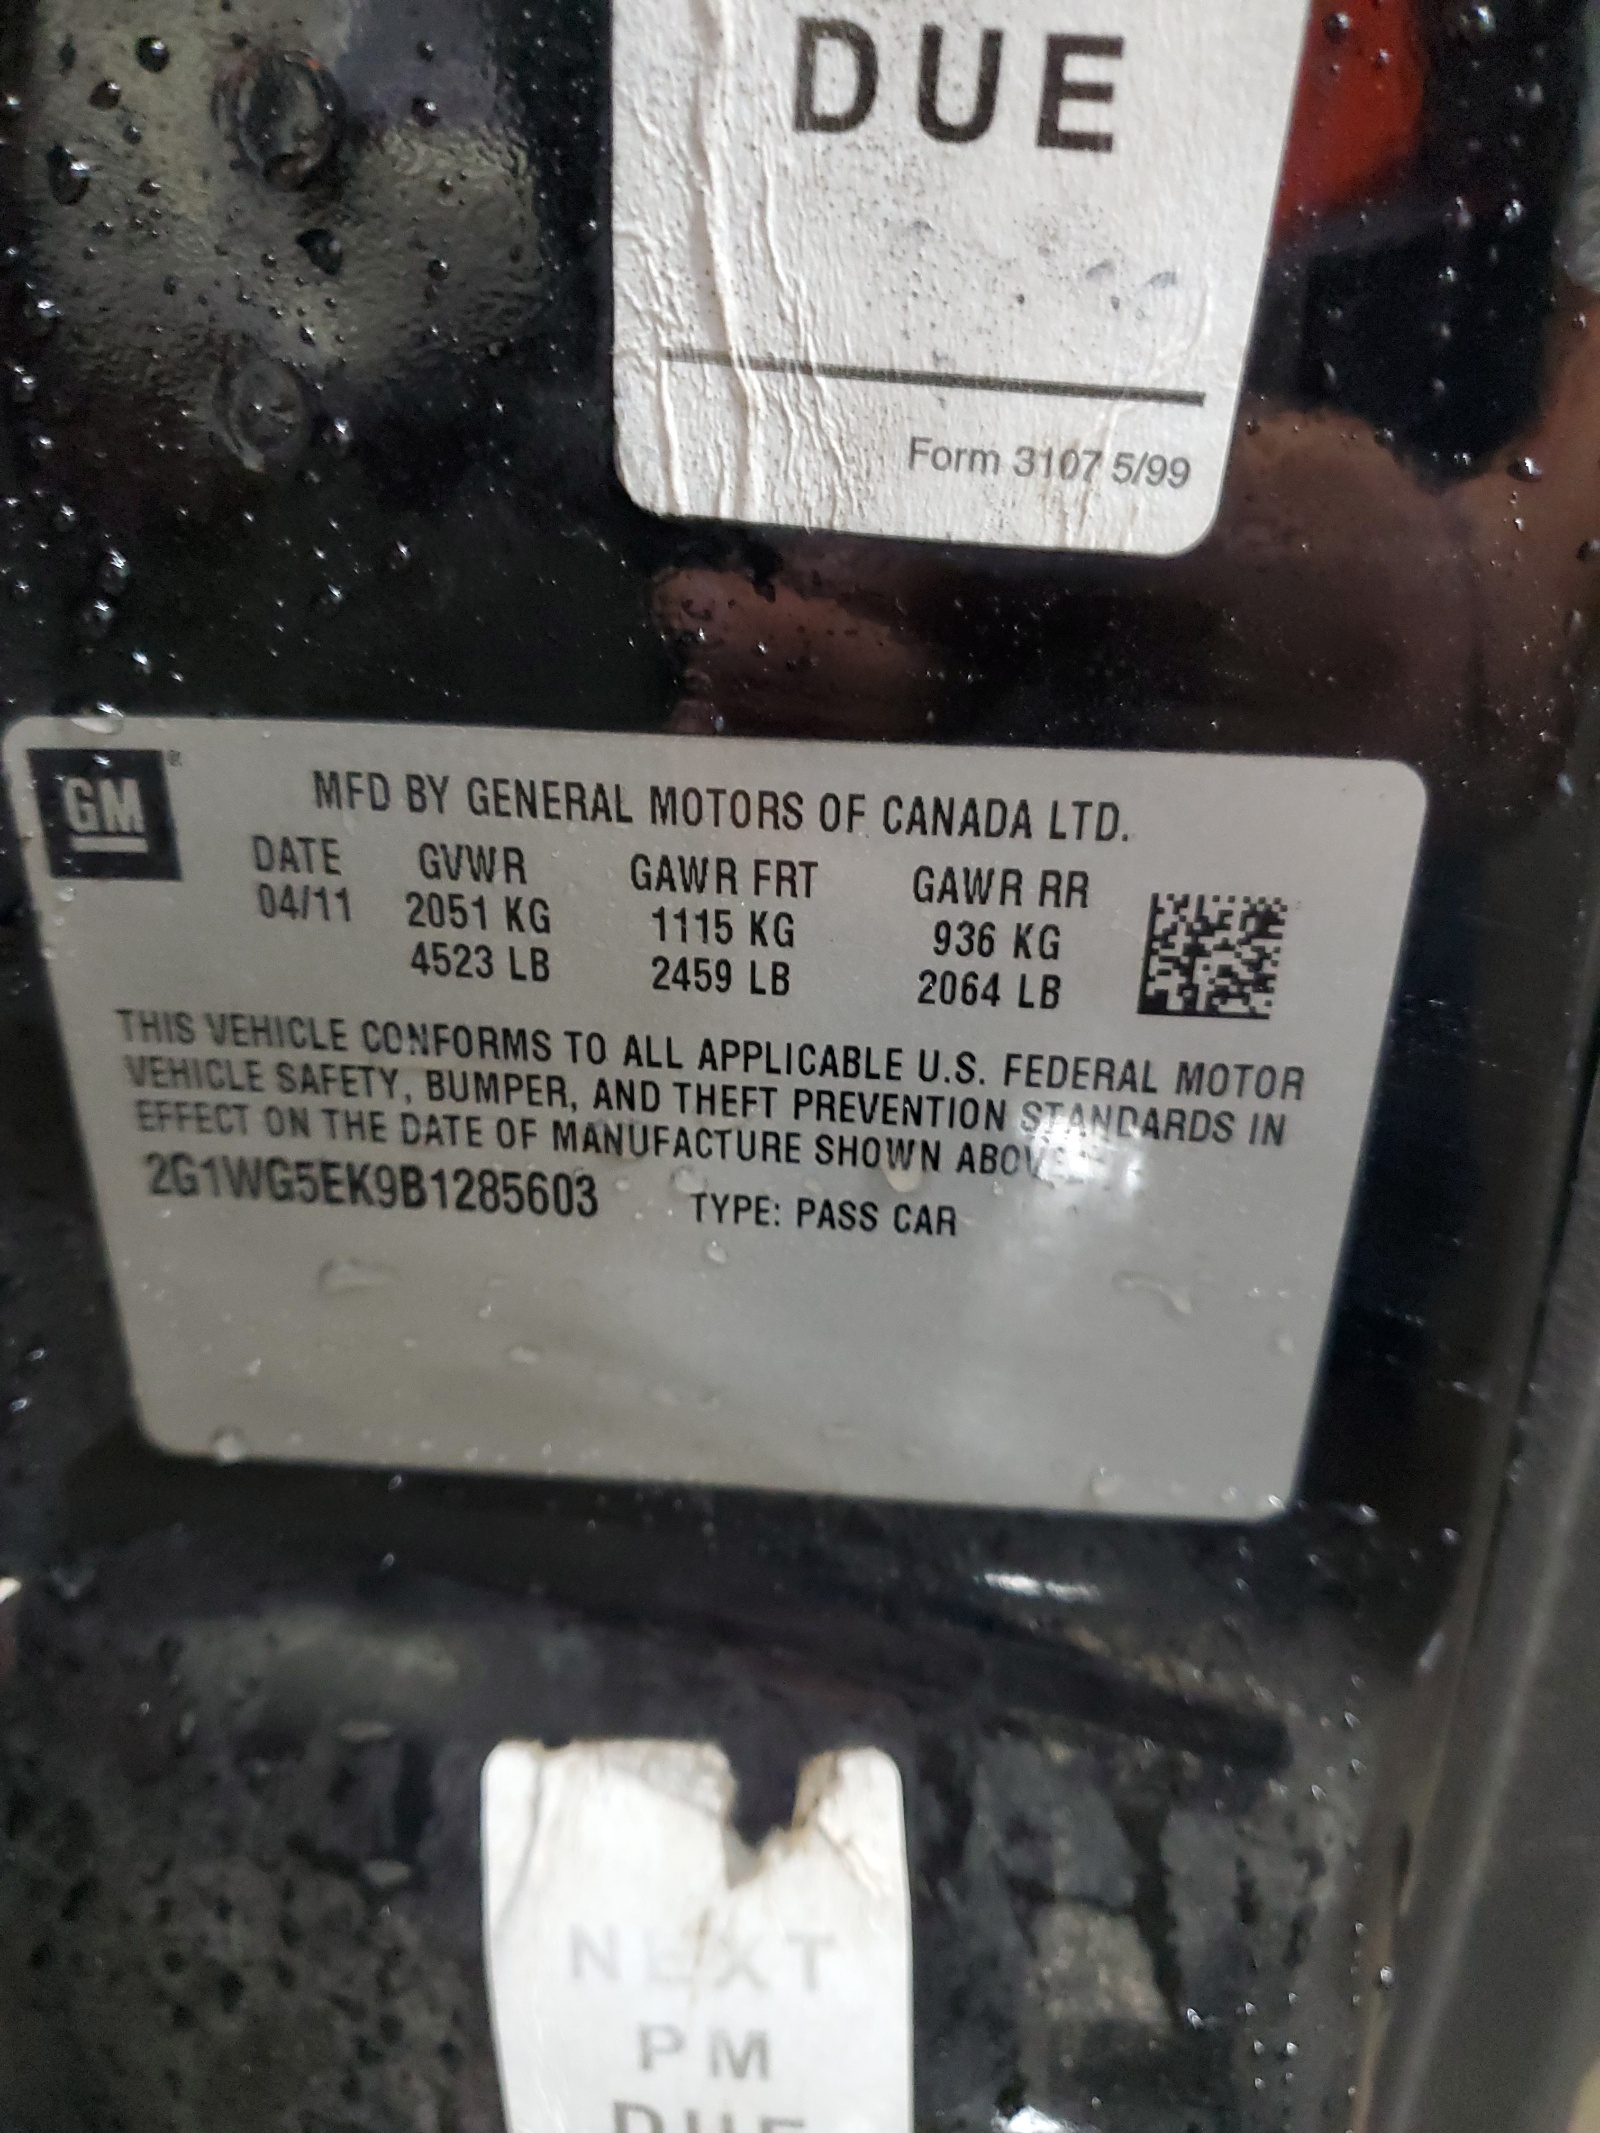 DUE
Form 3107 5/99
GM
MFD BY GENERAL MOTORS OF CANADA LTD.
DATE GVWR GAWR FRT GAWR RR
04/11 2051 KG 1115 KG 936 KG
4523 LB 2459 LB 2064 LB
THIS VEHICLE CONFORMS TO ALL APPLICABLE U.S. FEDERAL MOTOR
VEHICLE SAFETY, BUMPER, AND THEFT PREVENTION STANDARDS IN
EFFECT ON THE DATE OF MANUFACTURE SHOWN ABOVE.
2G1WG5EK9B1285603 TYPE: PASS CAR
NEXT
PM
DUE